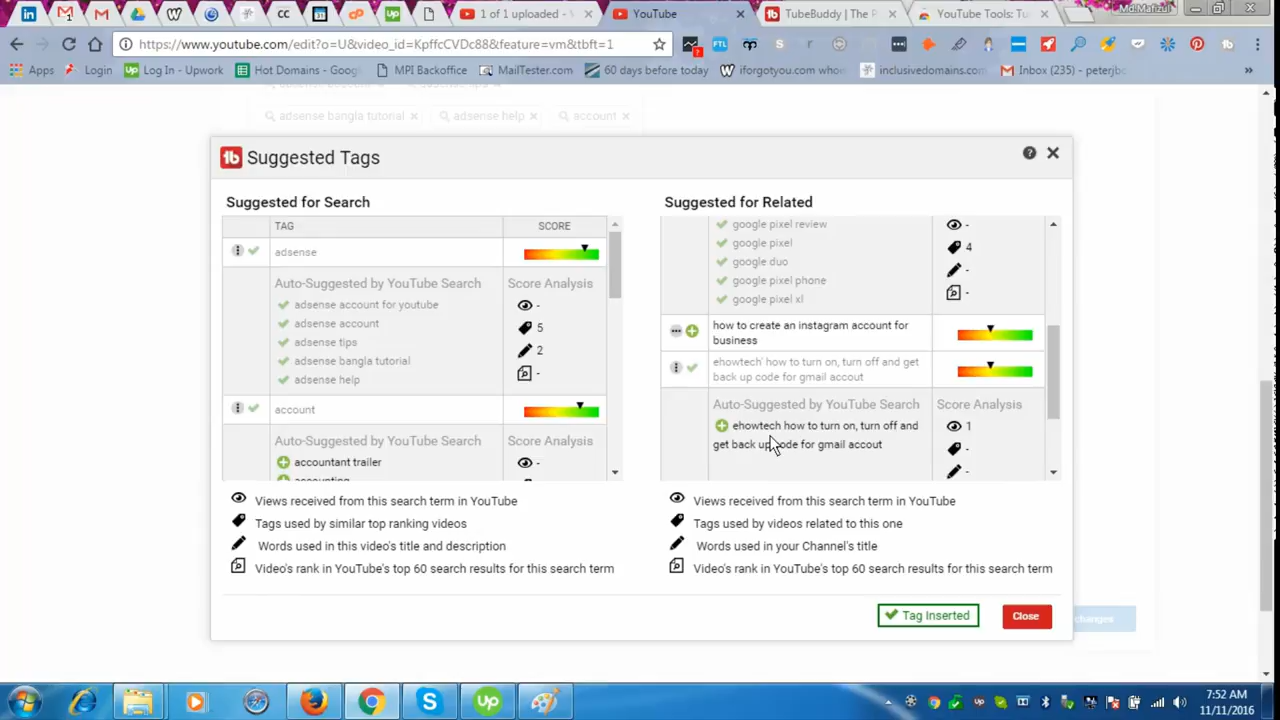 Md.Mafizul
1 of 1 uploaded -
YouTube
TubeBuddy | The P
YouTube Tools: Tu
https://www.youtube.com/edit?o=U&video_id=KpffcCVDc88&feature=vm&tbft=1
Apps
Login
Log In - Upwork
Hot Domains - Goog
MPI Backoffice
MailTester.com
60 days before today
iforgotyou.com whoi
inclusivedomains.com
Inbox (235) - peterjbc
»
adsense bangla tutorial
adsense help
account
Suggested Tags
Suggested for Search
TAG
SCORE
adsense
Auto-Suggested by YouTube Search
Score Analysis
adsense account for youtube
-
adsense account
5
adsense tips
2
adsense bangla tutorial
-
adsense help
account
Auto-Suggested by YouTube Search
Score Analysis
accountant trailer
-
accounting
Views received from this search term in YouTube
Tags used by similar top ranking videos
Words used in this video's title and description
Video's rank in YouTube's top 60 search results for this search term
Suggested for Related
google pixel review
-
google pixel
4
google duo
-
google pixel phone
-
google pixel xl
how to create an instagram account for
business
ehowtech' how to turn on, turn off and get
back up code for gmail accout
Auto-Suggested by YouTube Search
Score Analysis
ehowtech how to turn on, turn off and
1
get back up code for gmail accout
-
-
Views received from this search term in YouTube
Tags used by videos related to this one
Words used in your Channel's title
Video's rank in YouTube's top 60 search results for this search term
Tag Inserted
Close
changes
7:52 AM
11/11/2016